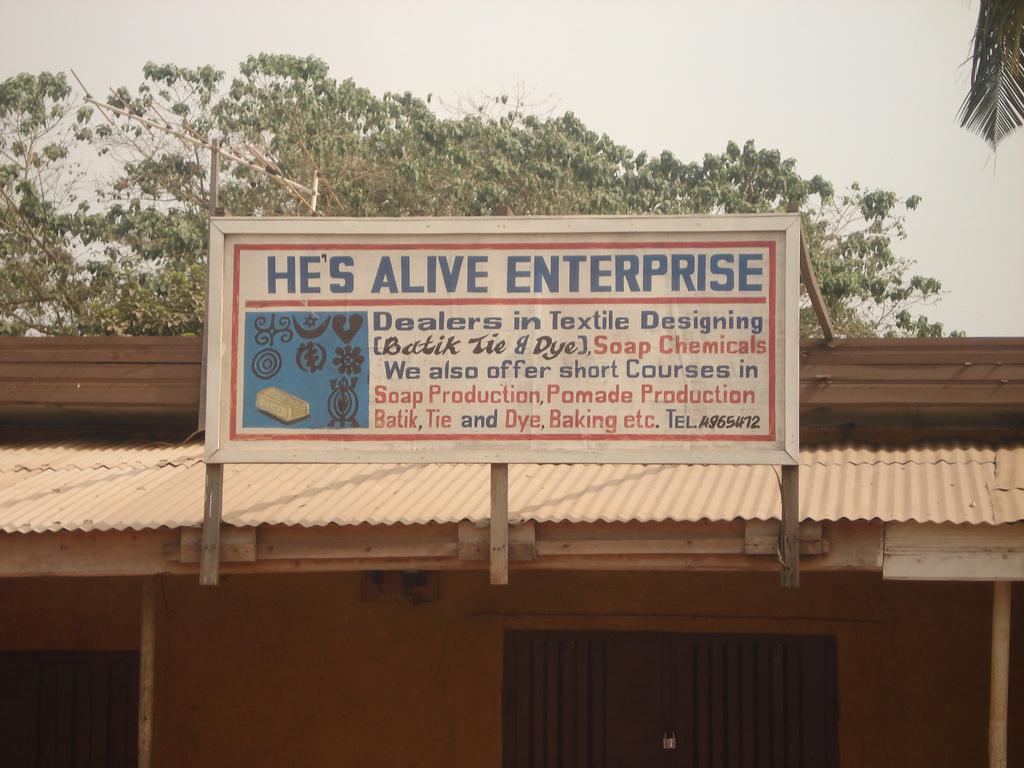 HE'S ALIVE ENTERPRISE
Dealers in Textile Designing
(Batik Tie & Dye), Soap Chemicals
We also offer short Courses in
Soap Production, Pomade Production
Batik, Tie and Dye, Baking etc. TEL.